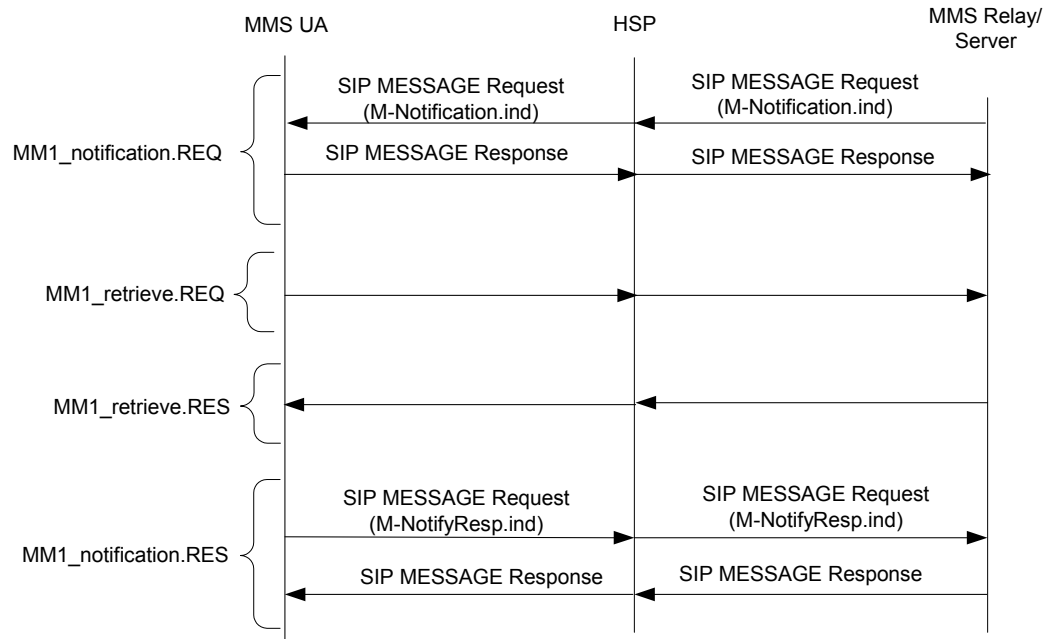 MMS UA
HSP
MMS Relay/
Server
SIP MESSAGE Request
(M-Notification.ind)
SIP MESSAGE Request
(M-Notification.ind)
MM1_notification.REQ
SIP MESSAGE Response
SIP MESSAGE Response
MM1_retrieve.REQ
MM1_retrieve.RES
SIP MESSAGE Request
(M-NotifyResp.ind)
SIP MESSAGE Request
(M-NotifyResp.ind)
MM1_notification.RES
SIP MESSAGE Response
SIP MESSAGE Response